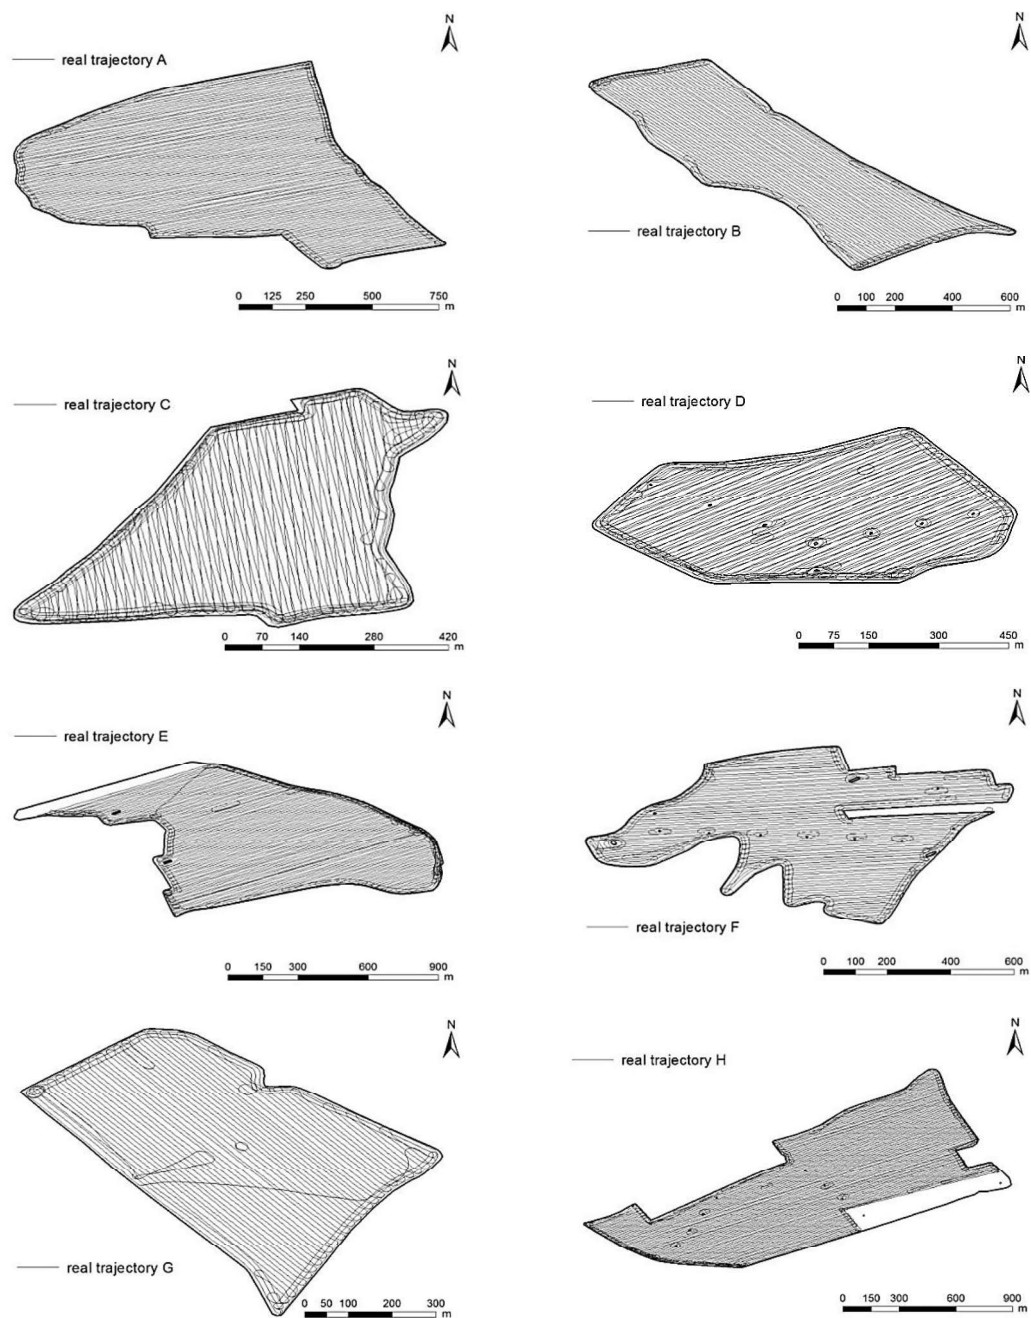 N
real trajectory A
0 125 250 500 750
m
N
real trajectory B
0 100 200 400 600
m
N
real trajectory C
0 70 140 280 420
m
N
real trajectory D
0 75 150 300 450
m
N
real trajectory E
0 150 300 600 900
m
N
real trajectory F
0 100 200 400 600
m
N
real trajectory G
0 50 100 200 300
m
N
real trajectory H
0 150 300 600 900
m